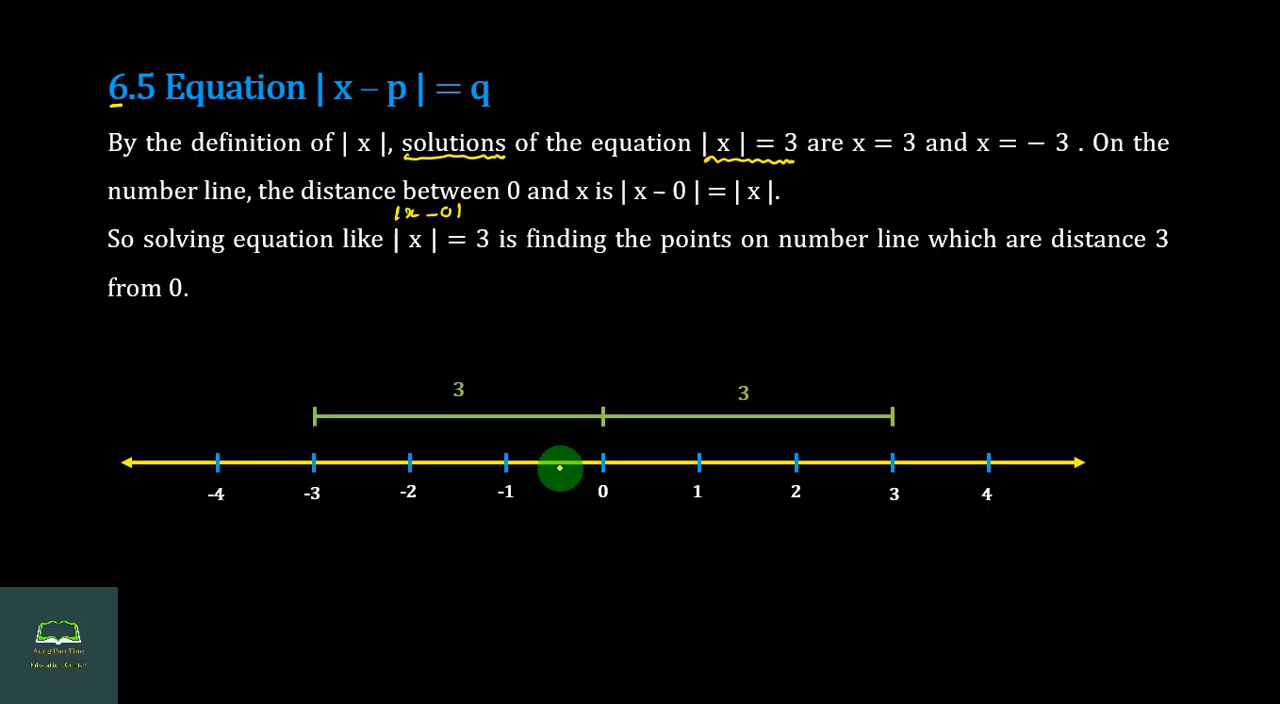 6.5 Equation | x – p | = q
By the definition of | x |, solutions of the equation | x | = 3 are x = 3 and x = − 3 . On the
number line, the distance between 0 and x is | x – 0 | = | x |.
|x – 0|
So solving equation like | x | = 3 is finding the points on number line which are distance 3
from 0.
3 3
-4 -3 -2 -1 0 1 2 3 4
Education Center